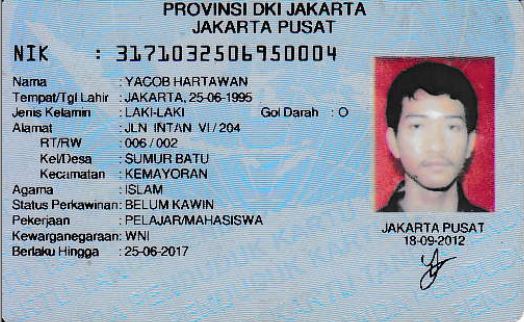 PROVINSI DKI JAKARTA
JAKARTA PUSAT
NIK : 3171032506950004
Nama : YACOB HARTAWAN
Tempat/Tgl Lahir : JAKARTA, 25-06-1995
Jenis Kelamin : LAKI-LAKI Gol Darah : O
Alamat : JLN INTAN VI/204
RT/RW : 006/002
Kel/Desa : SUMUR BATU
Kecamatan : KEMAYORAN
Agama : ISLAM
Status Perkawinan: BELUM KAWIN
Pekerjaan : PELAJAR/MAHASISWA
Kewarganegaraan: WNI
Berlaku Hingga : 25-06-2017
JAKARTA PUSAT
18-09-2012